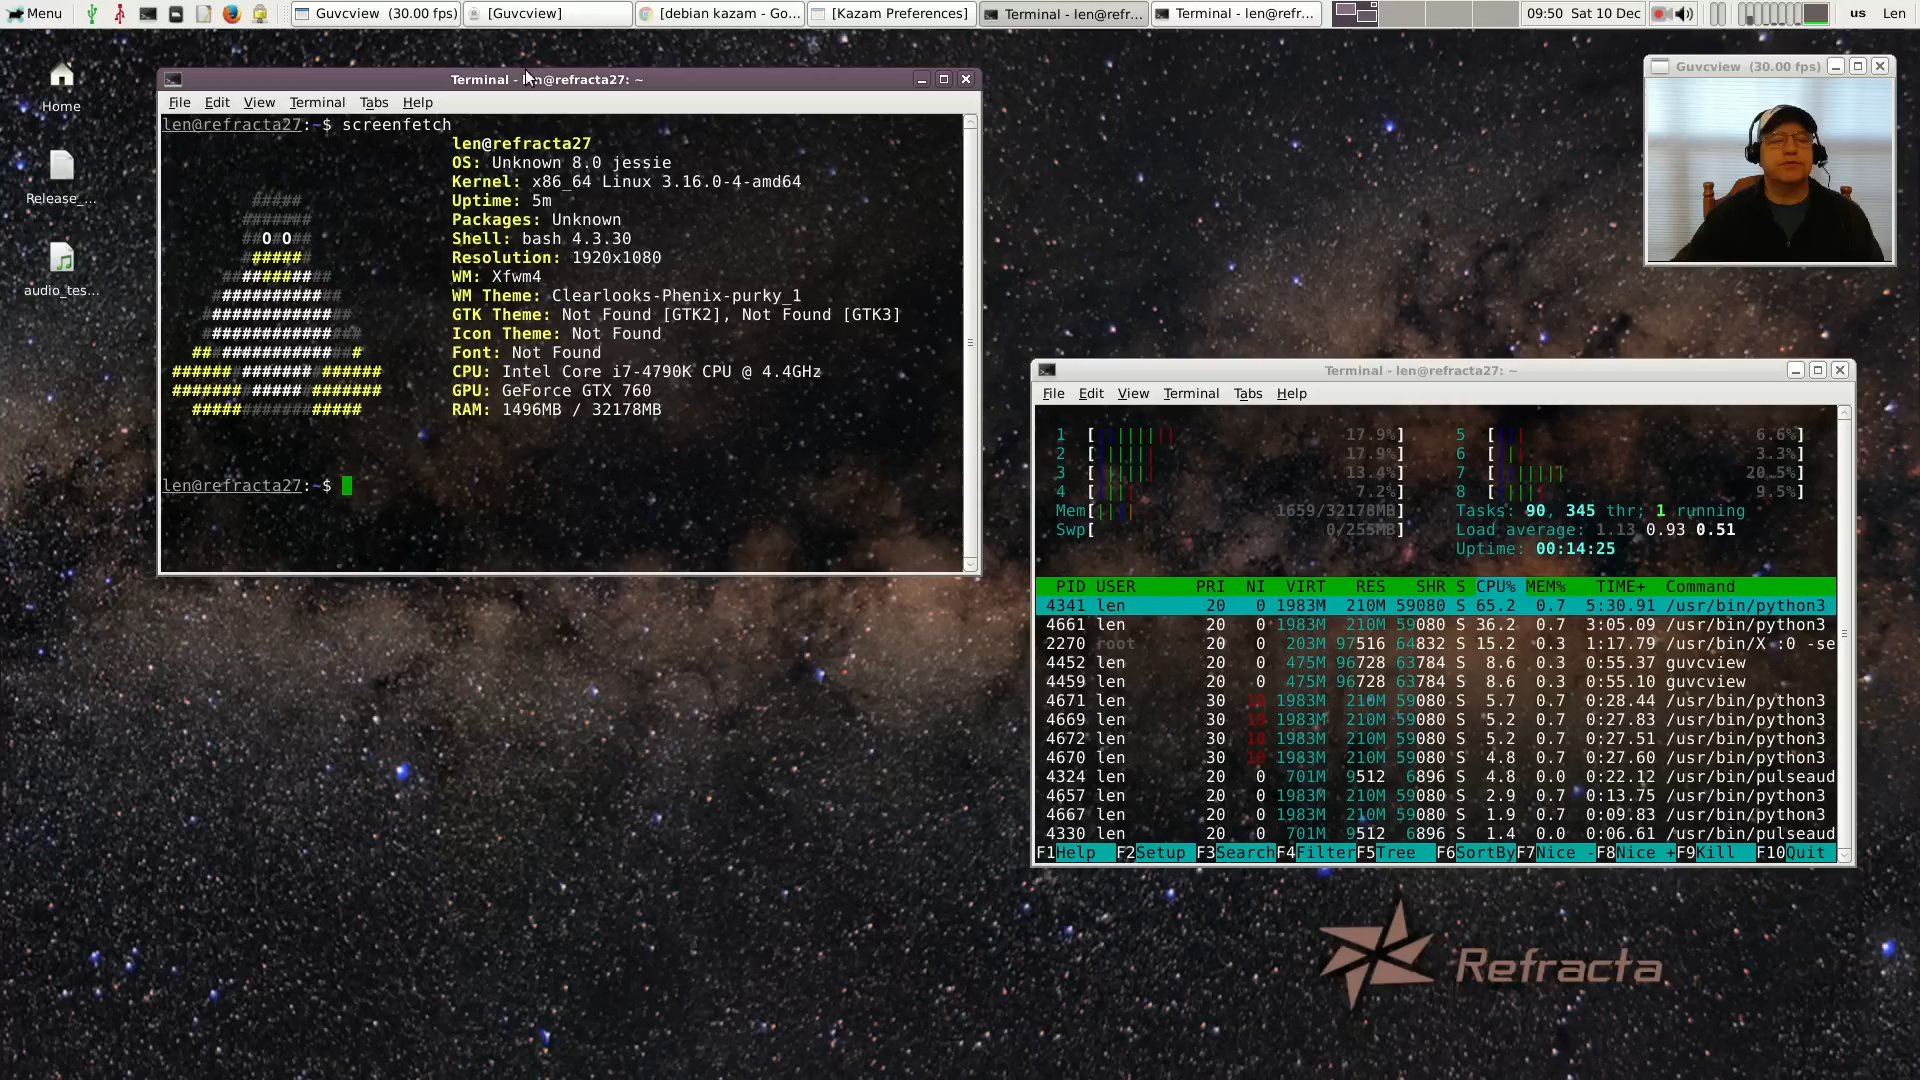 Menu Guvcview (30.00 fps) [Guvcview] [debian kazam - Go... [Kazam Preferences] Terminal - len@refr... Terminal - len@refr... 09:50 Sat 10 Dec us Len
Home
Release_...
audio_tes...
Terminal - len@refracta27: ~
File Edit View Terminal Tabs Help
len@refracta27:~$ screenfetch
len@refracta27
OS: Unknown 8.0 jessie
Kernel: x86_64 Linux 3.16.0-4-amd64
Uptime: 5m
Packages: Unknown
Shell: bash 4.3.30
Resolution: 1920x1080
WM: Xfwm4
WM Theme: Clearlooks-Phenix-purky_1
GTK Theme: Not Found [GTK2], Not Found [GTK3]
Icon Theme: Not Found
Font: Not Found
CPU: Intel Core i7-4790K CPU @ 4.4GHz
GPU: GeForce GTX 760
RAM: 1496MB / 32178MB
len@refracta27:~$
Guvcview (30.00 fps)
Terminal - len@refracta27: ~
File Edit View Terminal Tabs Help
1 [ 17.9%] 5 [ 6.6%]
2 [ 17.9%] 6 [ 3.3%]
3 [ 13.4%] 7 [ 20.5%]
4 [ 7.2%] 8 [ 9.5%]
Mem[ 1659/32178MB] Tasks: 90, 345 thr; 1 running
Swp[ 0/255MB] Load average: 1.13 0.93 0.51
Uptime: 00:14:25
PID USER PRI NI VIRT RES SHR S CPU% MEM% TIME+ Command
4341 len 20 0 1983M 210M 59080 S 65.2 0.7 5:30.91 /usr/bin/python3
4661 len 20 0 1983M 210M 59080 S 36.2 0.7 3:05.09 /usr/bin/python3
2270 root 20 0 203M 97516 64832 S 15.2 0.3 1:17.79 /usr/bin/X :0 -se
4452 len 20 0 475M 96728 63784 S 8.6 0.3 0:55.37 guvcview
4459 len 20 0 475M 96728 63784 S 8.6 0.3 0:55.10 guvcview
4671 len 30 10 1983M 210M 59080 S 5.7 0.7 0:28.44 /usr/bin/python3
4669 len 30 10 1983M 210M 59080 S 5.2 0.7 0:27.83 /usr/bin/python3
4672 len 30 10 1983M 210M 59080 S 5.2 0.7 0:27.51 /usr/bin/python3
4670 len 30 10 1983M 210M 59080 S 4.8 0.7 0:27.60 /usr/bin/python3
4324 len 20 0 701M 9512 6896 S 4.8 0.0 0:22.12 /usr/bin/pulseaud
4657 len 20 0 1983M 210M 59080 S 2.9 0.7 0:13.75 /usr/bin/python3
4667 len 20 0 1983M 210M 59080 S 1.9 0.7 0:09.83 /usr/bin/python3
4330 len 20 0 701M 9512 6896 S 1.4 0.0 0:06.61 /usr/bin/pulseaud
F1Help F2Setup F3SearchF4FilterF5Tree F6SortByF7Nice -F8Nice +F9Kill F10Quit
Refracta